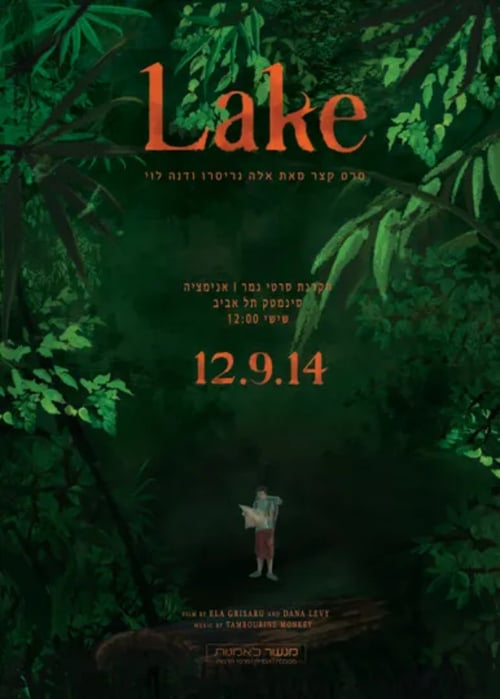 Lake
סרט קצר מאת אלה גריסרו ודנה לוי
הקרנת סרטי גמר | אנימציה
סינמטק תל אביב
שישי 12:00
12.9.14
FILM BY ELA GRISARU AND DANA LEVY
MUSIC BY TAMBOURINE MONKEY
מנשר לאמנות